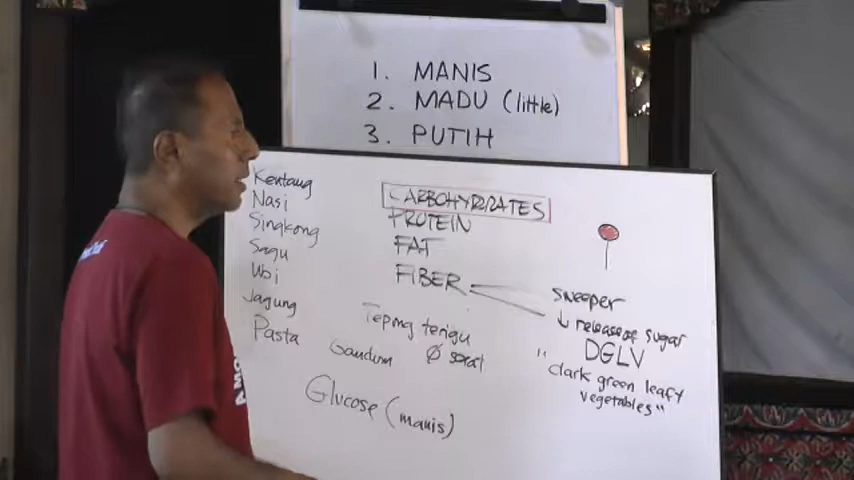 1. MANIS
2. MADU (little)
3. PUTIH
Kentang
Nasi
Singkong
Sagu
Ubi
Jagung
Pasta
CARBOHYDRATES
PROTEIN
FAT
FIBER
sweeper
↓ release of sugar
DGLV
"dark green leafy
vegetables"
Tepung terigu
Gandum
Ø serat
Glucose (manis)